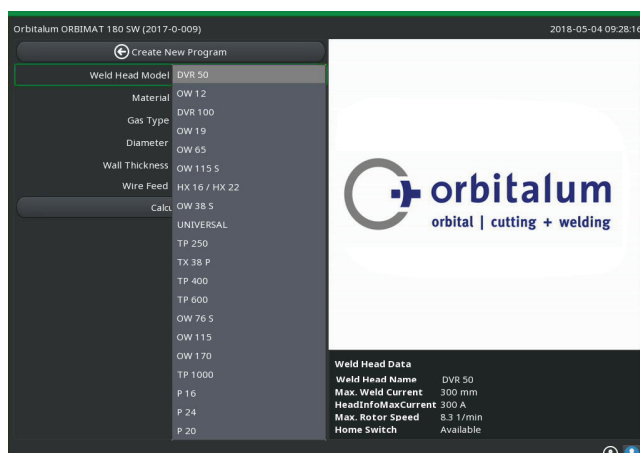 Orbitalum ORBIMAT 180 SW (2017-0-009) 2018-05-04 09:28:16
Create New Program
Weld Head Model DVR 50
OW 12
Material
DVR 100
Gas Type
OW 19
Diameter
OW 65
Wall Thickness OW 115 S
Wire Feed HX 16 / HX 22
Calcu OW 38 S
UNIVERSAL
TP 250
TX 38 P
TP 400
TP 600
OW 76 S
OW 115
OW 170
TP 1000
P 16
P 24
P 20
orbitalum
orbital | cutting + welding
Weld Head Data
Weld Head Name DVR 50
Max. Weld Current 300 mm
HeadInfoMaxCurrent 300 A
Max. Rotor Speed 8.3 1/min
Home Switch Available